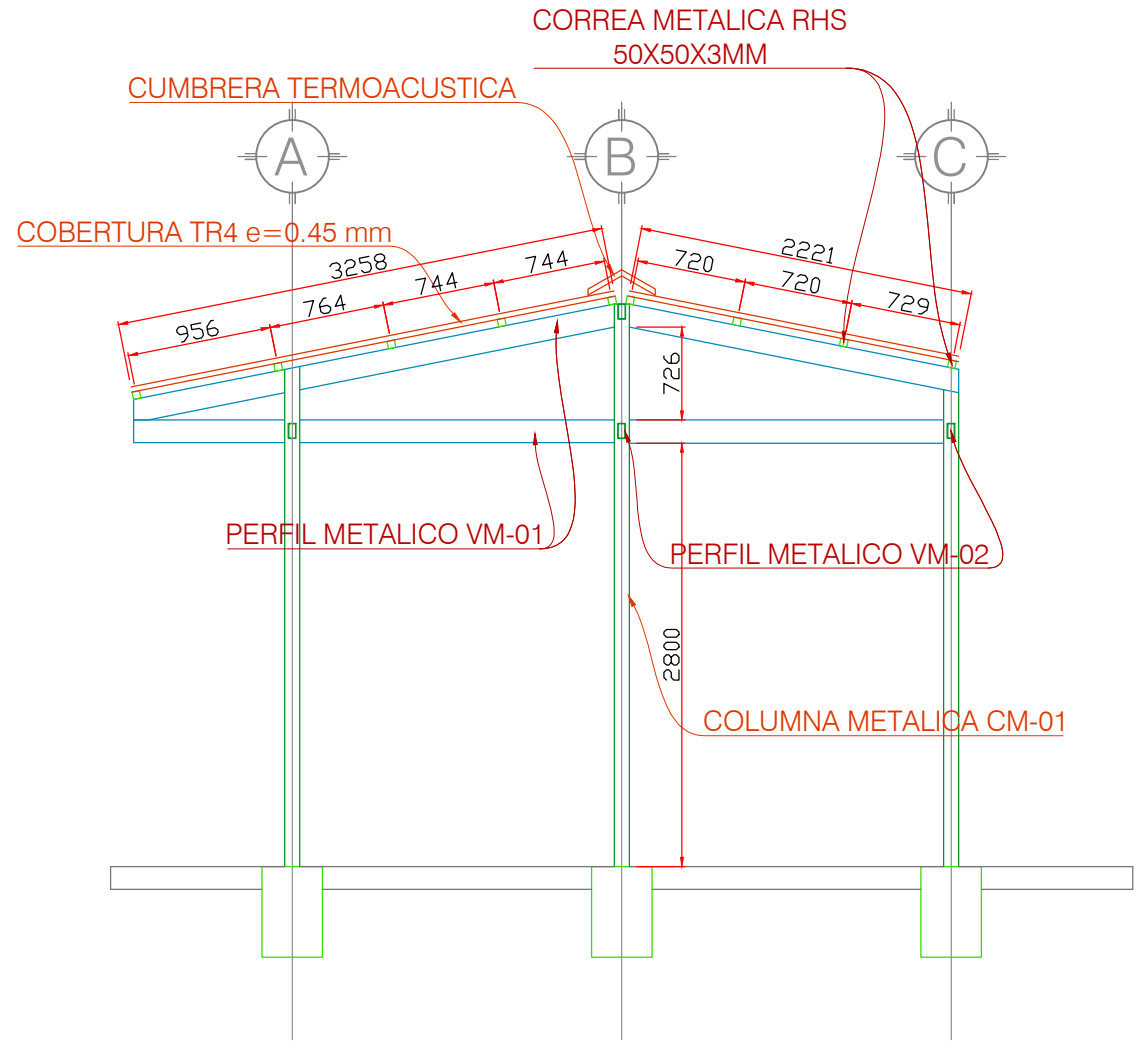 CORREA METALICA RHS
50X50X3MM
CUMBRERA TERMOACUSTICA
A
B
C
COBERTURA TR4 e=0.45 mm
3258
2221
956
764
744
744
720
720
729
726
PERFIL METALICO VM-01
PERFIL METALICO VM-02
2800
COLUMNA METALICA CM-01